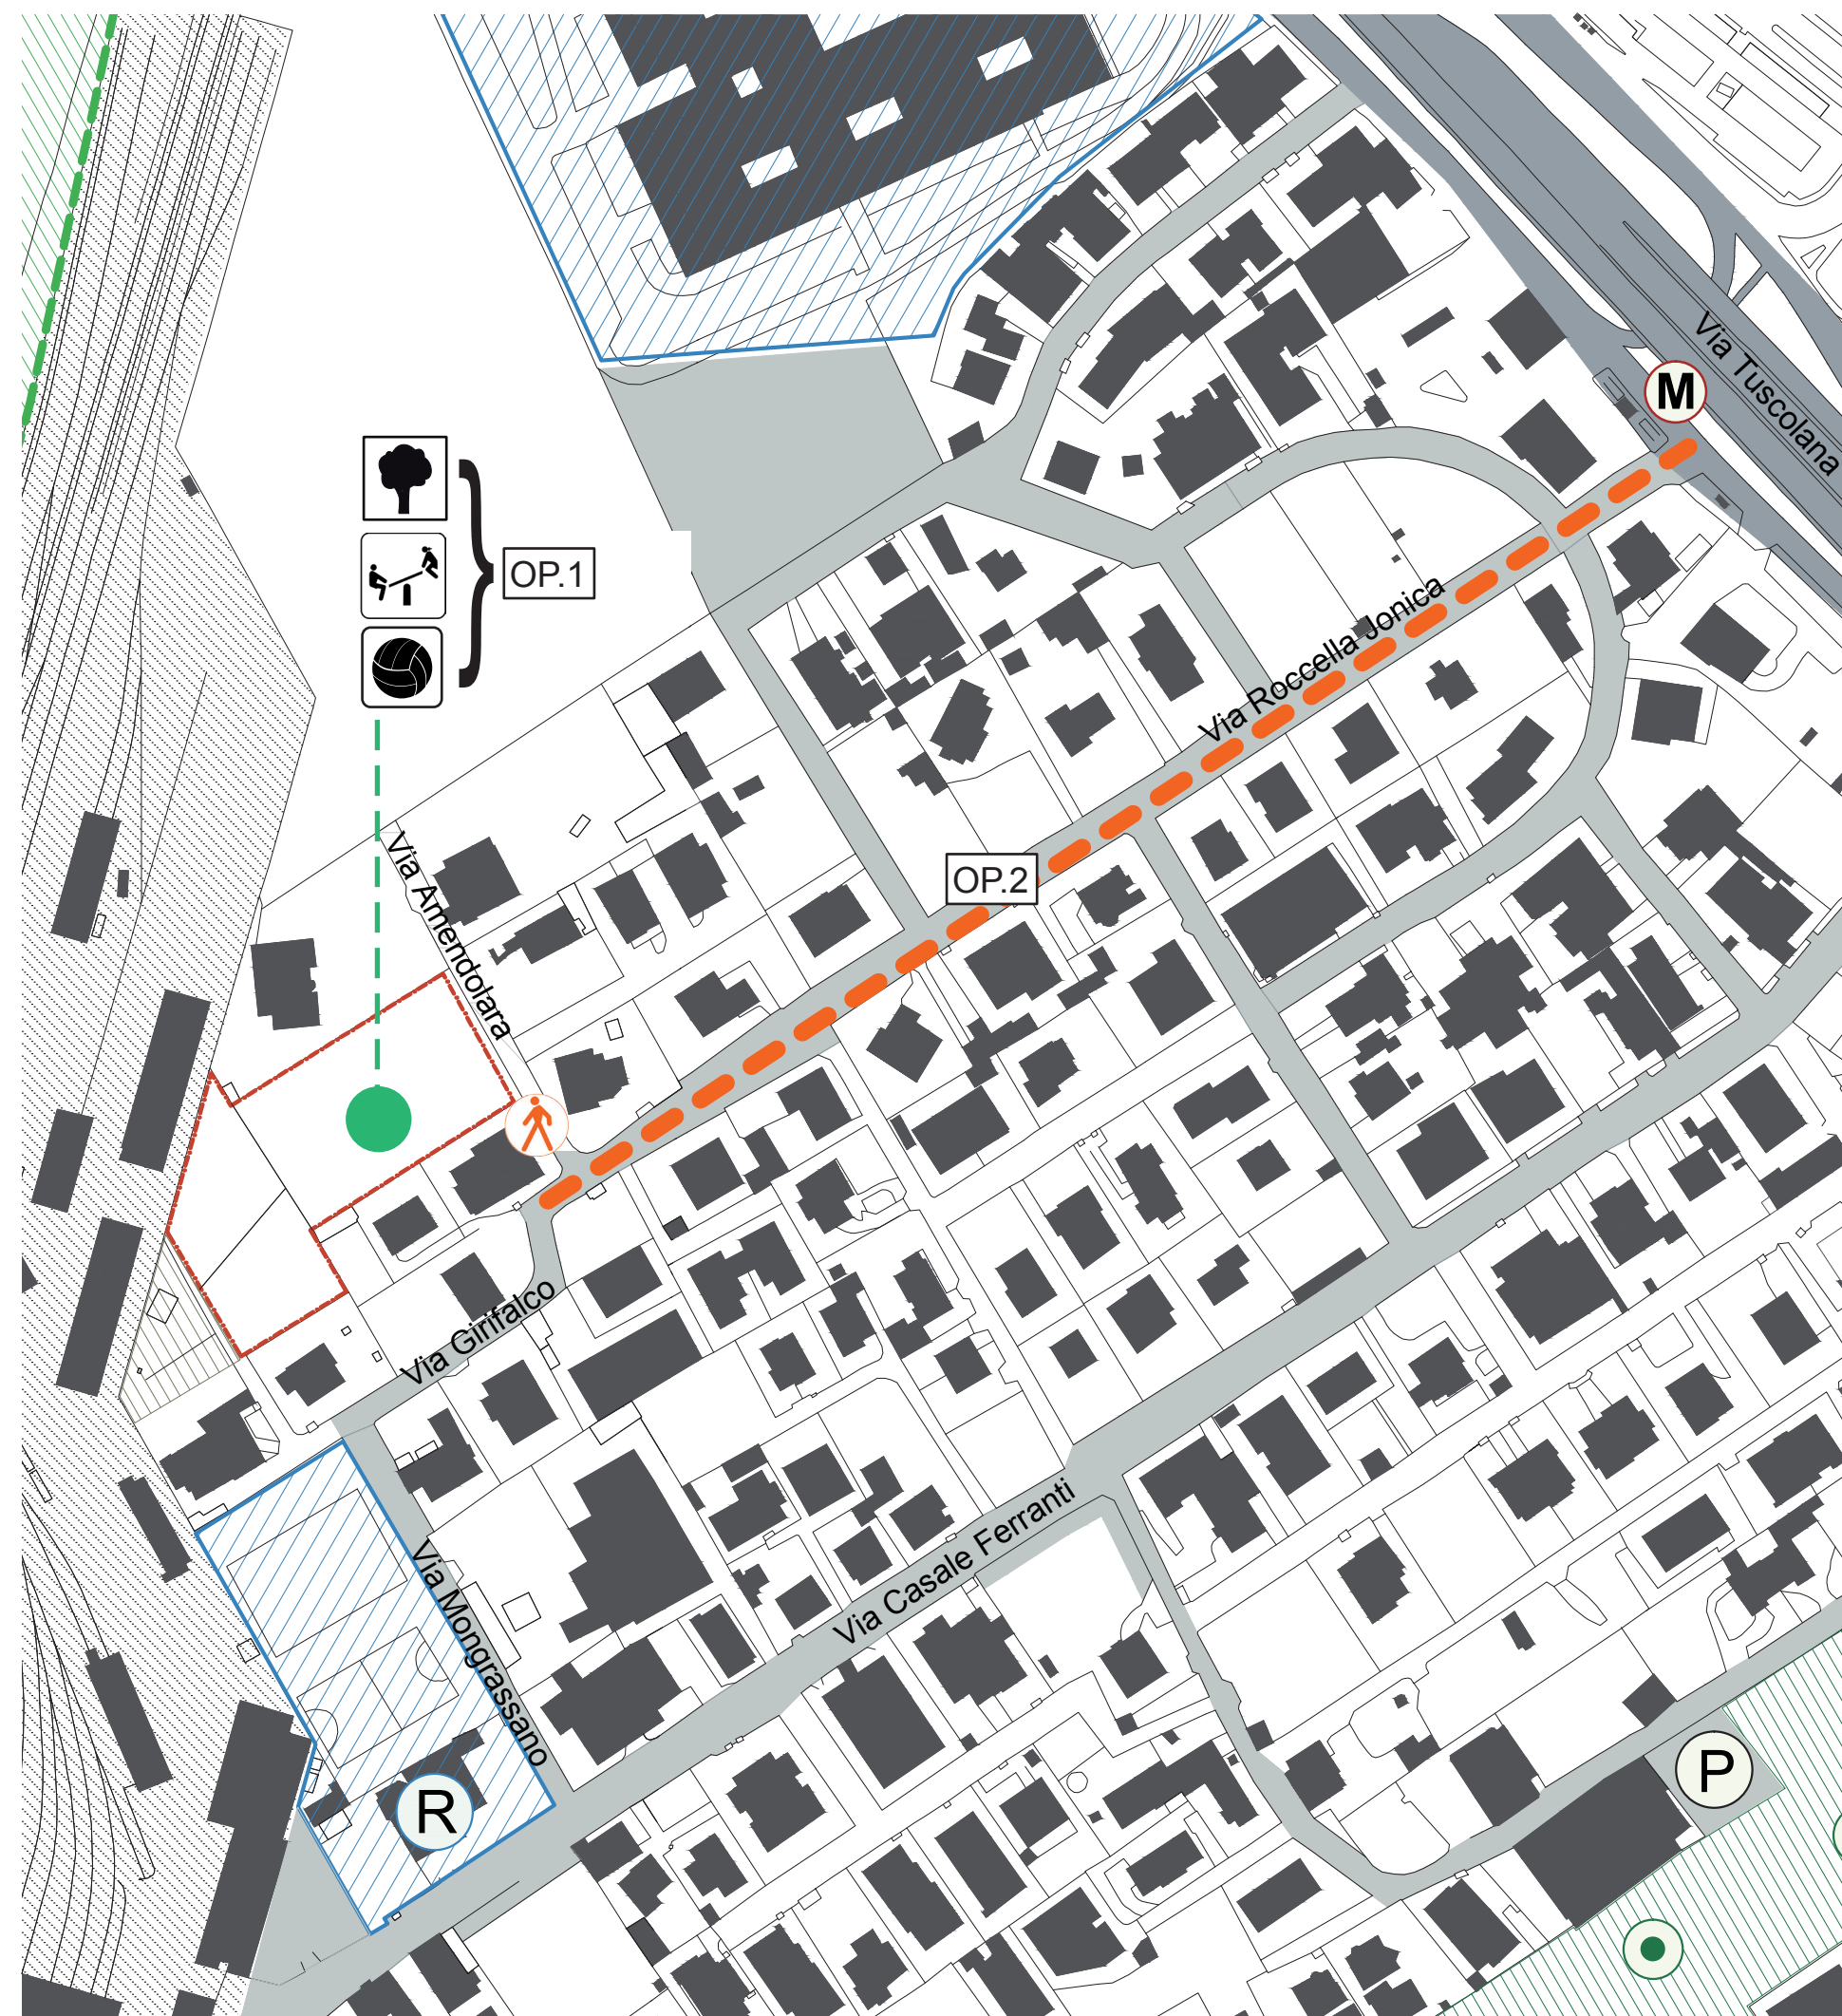 Via Tuscolana
M
OP.1
Via Roccella Jonica
Via Amendolara
OP.2
Via Girifalco
Via Casale Ferranti
Via Mongrassano
R
P